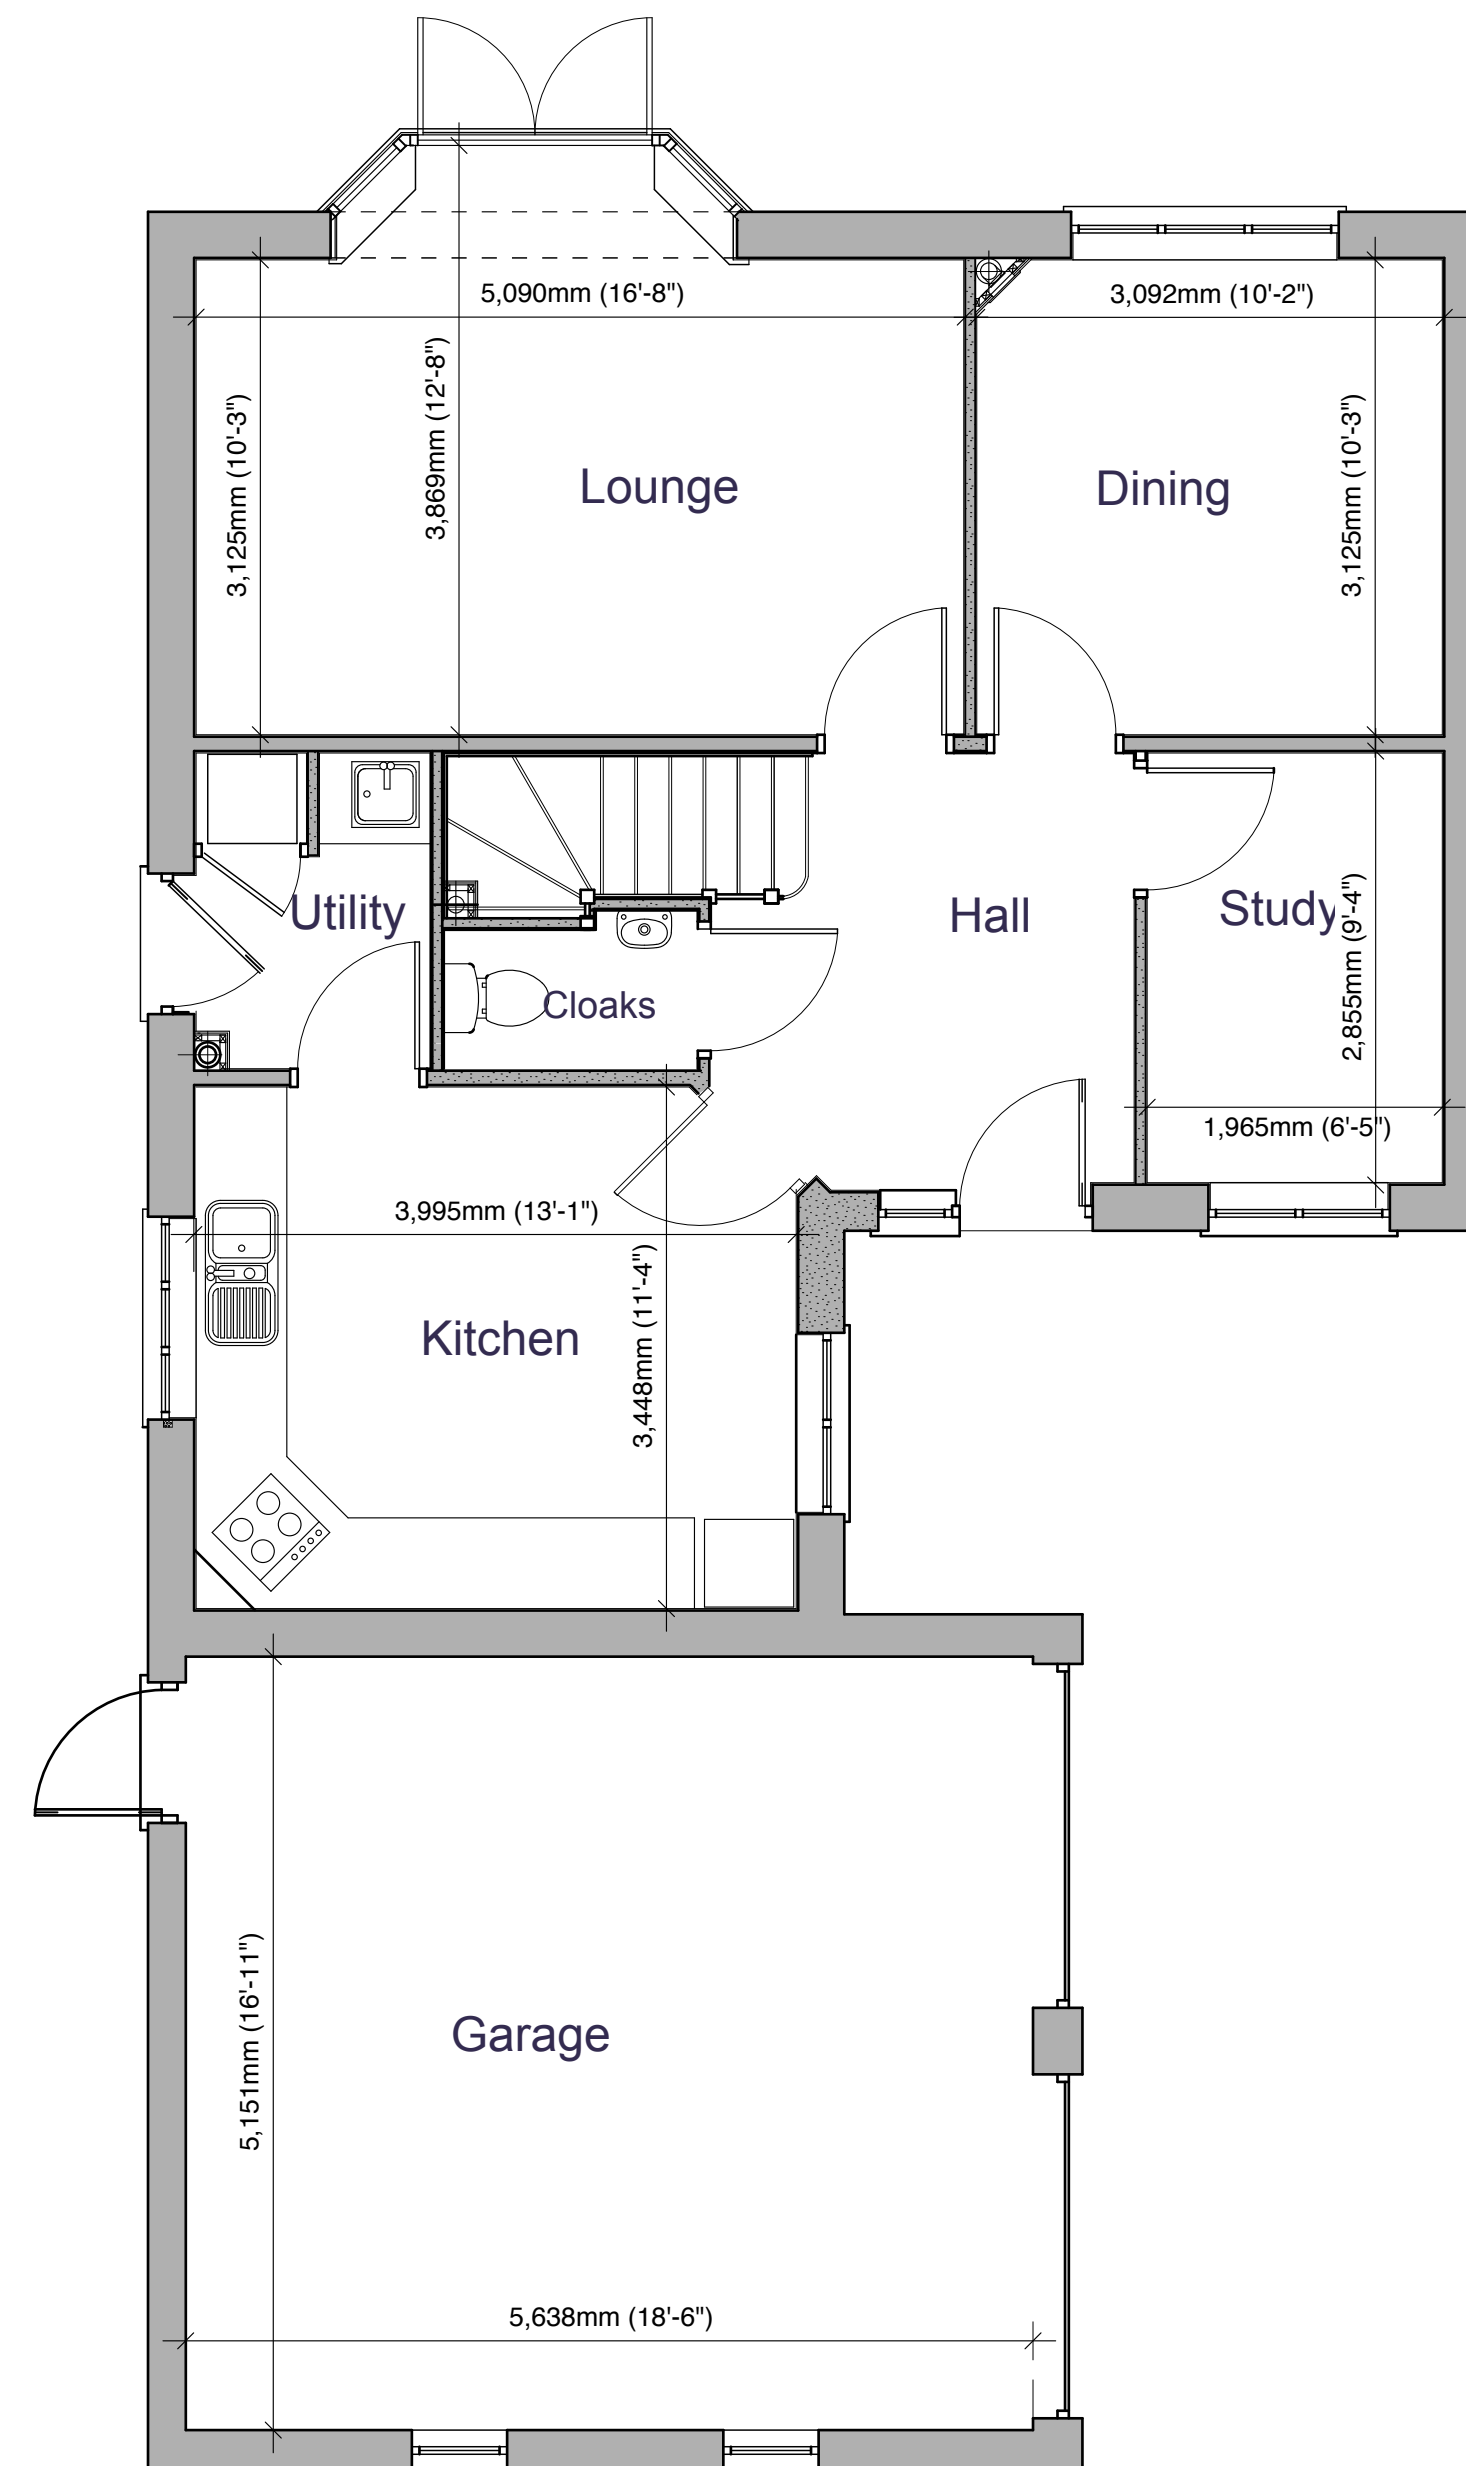 5,090mm (16'-8")
3,092mm (10'-2")
3,125mm (10'-3")
3,869mm (12'-8")
Lounge
Dining
3,125mm (10'-3")
Utility
Cloaks
Hall
Study
2,855mm (9'-4")
1,965mm (6'-5")
3,995mm (13'-1")
Kitchen
3,448mm (11'-4")
5,151mm (16'-11")
Garage
5,638mm (18'-6")